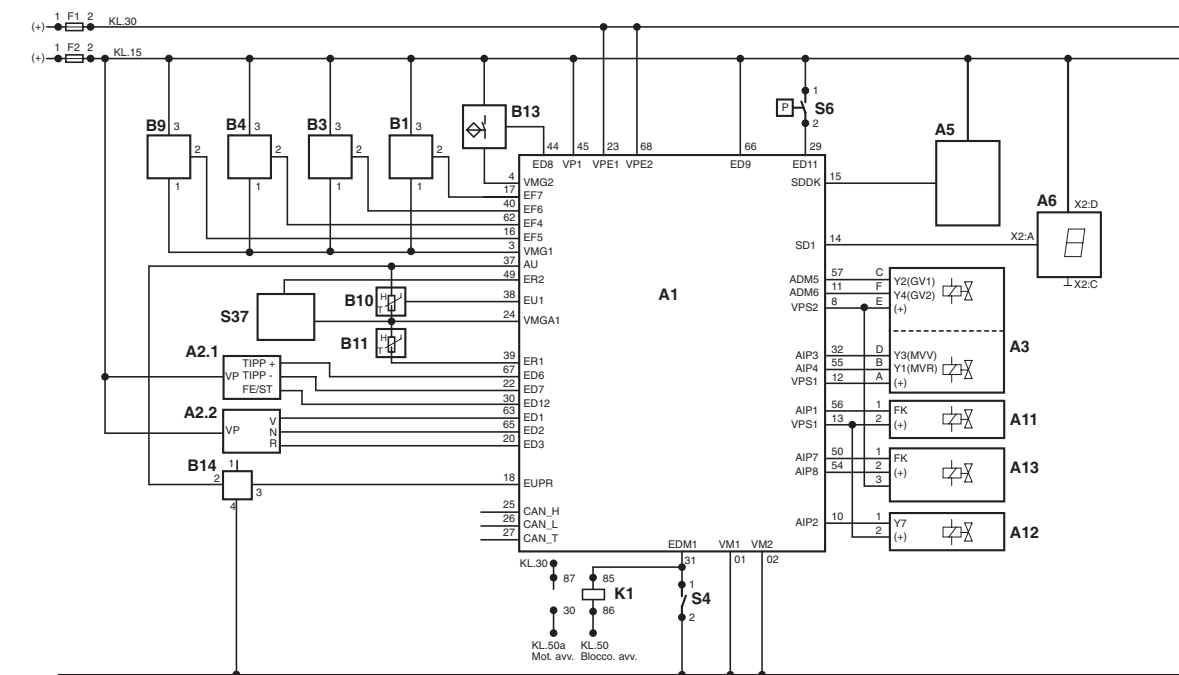 (+) 1 F1 2 KL.30
(+) 1 F2 2 KL.15
B9 3 2 1
B4 3 2 1
B3 3 2 1
B1 3 2 1
B13
P S6 1 2
A5
A6 X2:D
X2:A
X2:C
44 45 23 68 66 29
ED8 VP1 VPE1 VPE2 ED9 ED11
4 VMG2
17 EF7
40 EF6
62 EF4
16 EF5
3 VMG1
37 AU
49 ER2
38 EU1
24 VMGA1
39 ER1
67 ED6
22 ED7
30 ED12
63 ED1
65 ED2
20 ED3
18 EUPR
25 CAN_H
26 CAN_L
27 CAN_T
A1
SDDK 15
SD1 14
ADM5 57 C Y2(GV1)
ADM6 11 F Y4(GV2)
VPS2 8 E (+)
A3
AIP3 32 D Y3(MVV)
AIP4 55 B Y1(MVR)
VPS1 12 A (+)
AIP1 56 1 FK
VPS1 13 2 (+)
A11
AIP7 50 1 FK
AIP8 54 2 (+)
3
A13
AIP2 10 1 Y7
2 (+)
A12
S37
B10 H T
B11 H T
A2.1
VP TIPP +
TIPP -
FE/ST
A2.2
VP V
N
R
B14 1 2 3 4
EDM1 VM1 VM2
31 01 02
KL.30
87 85
K1
30 86
S4 1 2
KL.50a KL.50
Mot. avv. Blocco. avv.